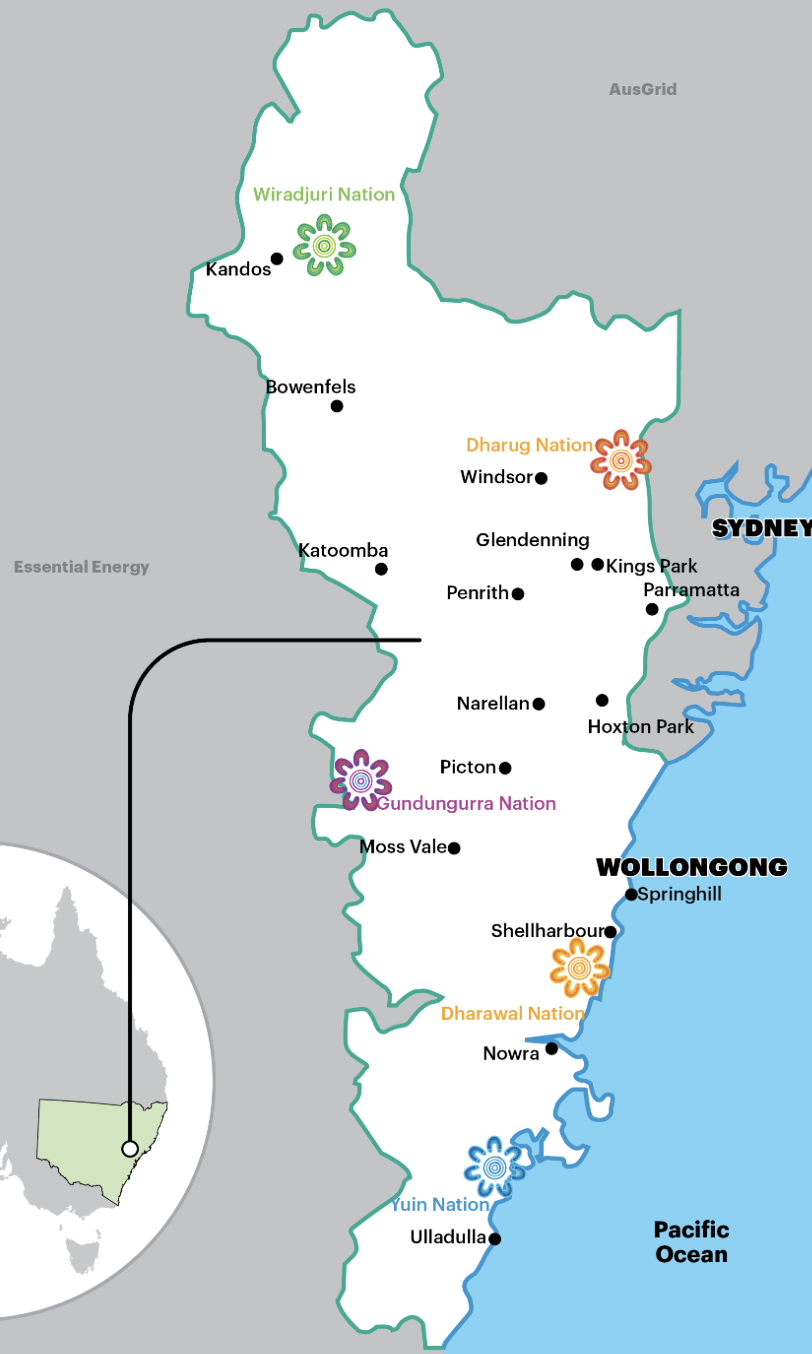 AusGrid
Wiradjuri Nation
Kandos
Bowenfels
Dharug Nation
Windsor
SYDNEY
Glendenning
Katoomba
Essential Energy
Kings Park
Parramatta
Penrith
Narellan
Hoxton Park
Picton
Gundungurra Nation
Moss Vale
WOLLONGONG
Springhill
Shellharbour
Dharawal Nation
Nowra
Yuin Nation
Ulladulla
Pacific
Ocean